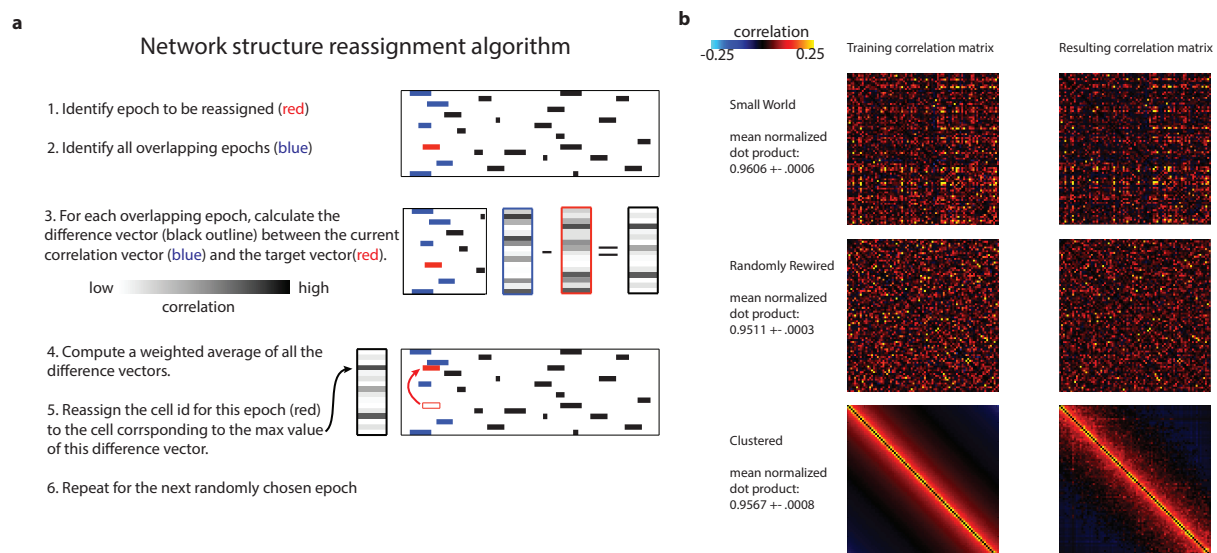 a
Network structure reassignment algorithm
1. Identify epoch to be reassigned (red)
2. Identify all overlapping epochs (blue)
3. For each overlapping epoch, calculate the
difference vector (black outline) between the current
correlation vector (blue) and the target vector(red).
low
high
correlation
-
=
4. Compute a weighted average of all the
difference vectors.
5. Reassign the cell id for this epoch (red)
to the cell corrsponding to the max value
of this difference vector.
6. Repeat for the next randomly chosen epoch
b
correlation
-0.25
0.25
Training correlation matrix
Resulting correlation matrix
Small World
mean normalized
dot product:
0.9606 +- .0006
Randomly Rewired
mean normalized
dot product:
0.9511 +- .0003
Clustered
mean normalized
dot product:
0.9567 +- .0008